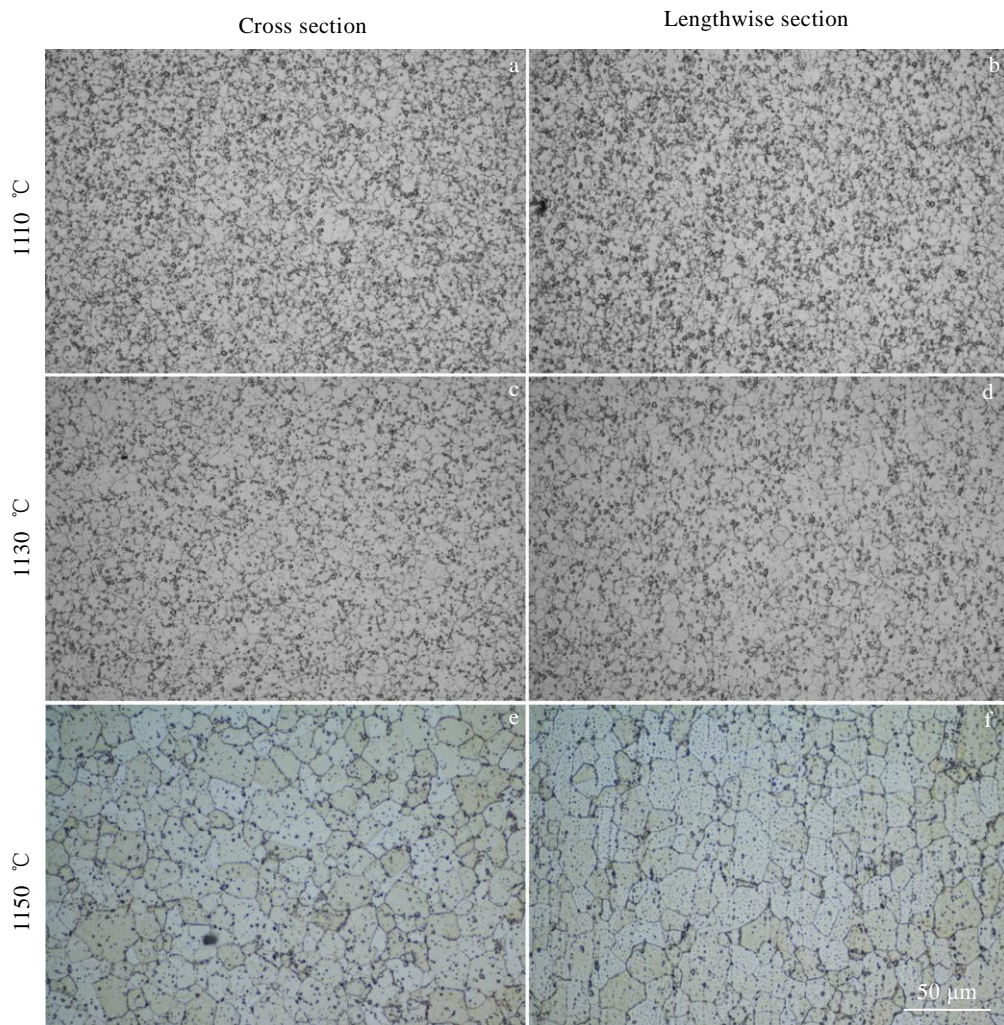 Cross section
Lengthwise section
1110 ℃
a
b
1130 ℃
c
d
1150 ℃
e
f
50 μm